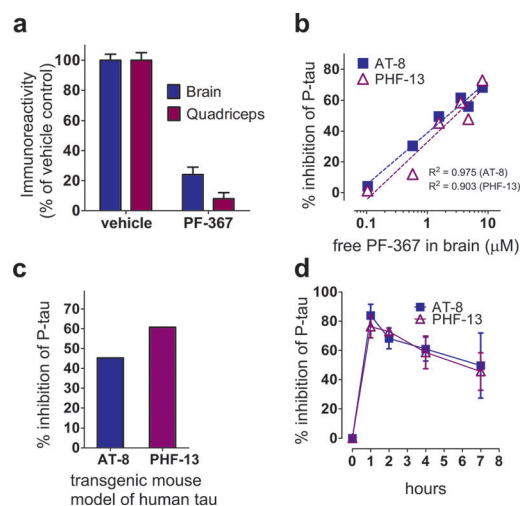 a
Immunoreactivity
(% of vehicle control)
120
100
80
60
40
20
0
Brain
Quadriceps
vehicle
PF-367
b
% inhibition of P-tau
80
60
40
20
0
AT-8
PHF-13
R² = 0.975 (AT-8)
R² = 0.903 (PHF-13)
0.1
1
10
free PF-367 in brain (μM)
c
% inhibition of P-tau
70
60
50
40
30
20
10
0
AT-8
PHF-13
transgenic mouse
model of human tau
d
% inhibition of P-tau
100
80
60
40
20
0
AT-8
PHF-13
0 1 2 3 4 5 6 7 8
hours